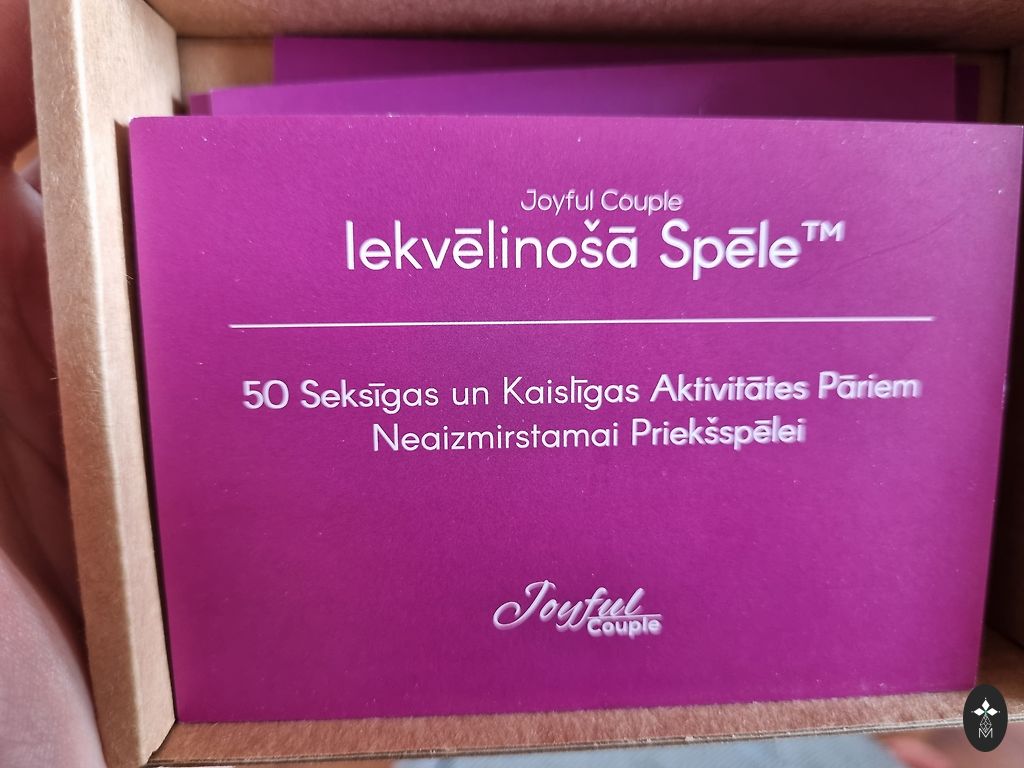 Joyful Couple
Iekvēlinošā Spēle™
50 Seksīgas un Kaislīgas Aktivitātes Pāriem
Neaizmirstamai Priekšspēlei
Joyful
Couple
M